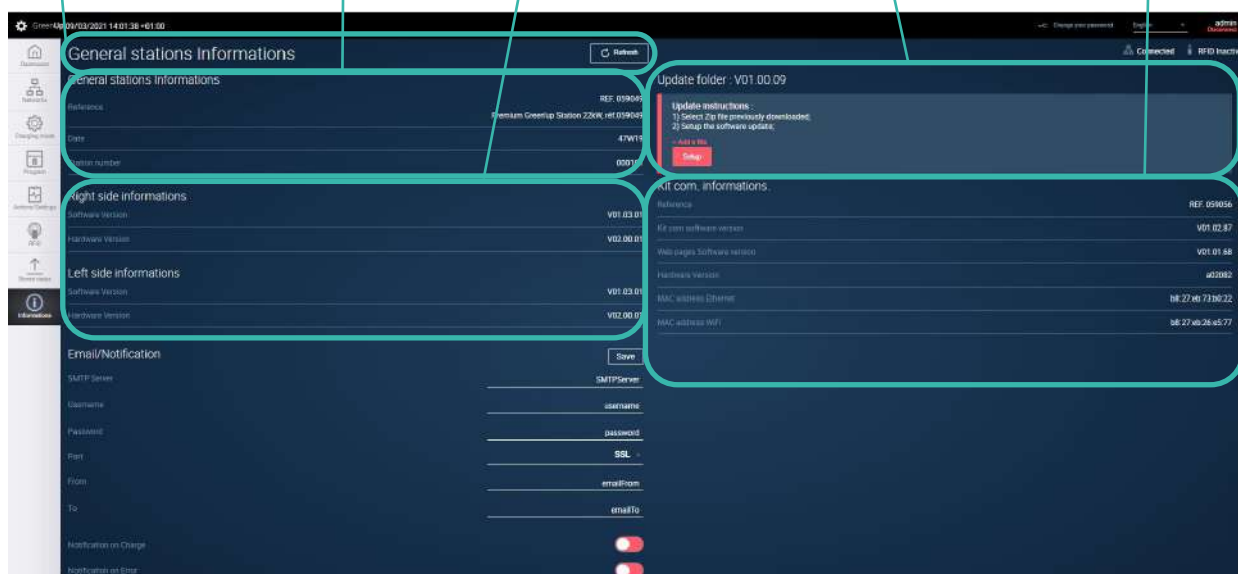 GreenUp 09/03/2021 14:01:38 +01:00
Change your password English admin
Disconnect
General stations Informations Refresh
Connected RFID Inactiv
General stations Informations
Reference REF. 059049
Premium GreenUp Station 22kW, ref.059049
Date 47W19
Station number
Right side informations
Software Version V01.03.01
Hardware Version V02.00.01
Left side informations
Software Version V01.03.01
Hardware Version V02.00.01
Email/Notification Save
SMTP Server SMTPServer
Username username
Password password
Port SSL
From emailFrom
To emailTo
Notification on Charge
Notification on Error
Update folder : V01.00.09
Update instructions :
1) Select Zip file previously downloaded;
2) Setup the software update;
+ Add a file
Setup
Kit com. informations.
Reference REF. 059056
Kit com software version V01.02.87
Web pages Software version V01.01.68
Hardware Version a02082
MAC address Ethernet b8:27:eb:73:b0:22
MAC address WiFi b8:27:eb:26:e5:77
Networks
Charging mode
Program
RFID
Informations